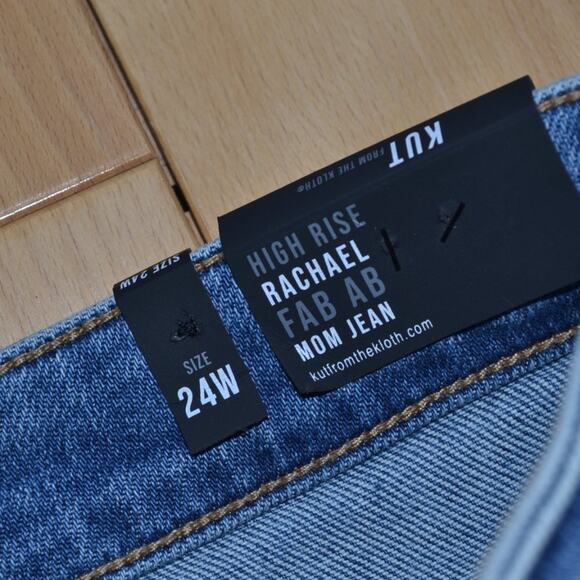 KUT
FROM THE KLOTH®
HIGH RISE
RACHAEL
FAB AB
MOM JEAN
kutfromthekloth.com
SIZE 24W
SIZE
24W